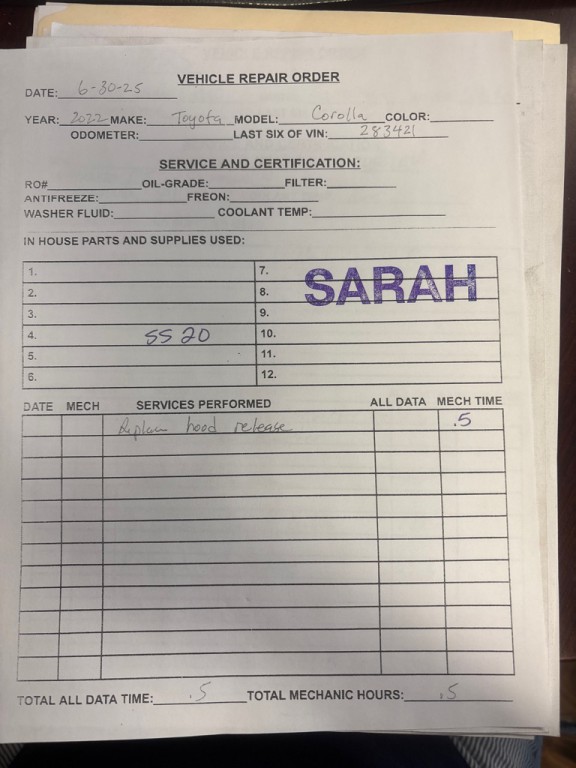 VEHICLE REPAIR ORDER
DATE: 6-30-25
YEAR: 2022 MAKE: Toyota MODEL: Corolla COLOR:
ODOMETER: LAST SIX OF VIN: 283421
SERVICE AND CERTIFICATION:
RO# OIL-GRADE: FILTER:
ANTIFREEZE: FREON:
WASHER FLUID: COOLANT TEMP:
IN HOUSE PARTS AND SUPPLIES USED:
1. 7.
2. 8. SARAH
3. 9.
4. SS 20 10.
5. 11.
6. 12.
DATE MECH SERVICES PERFORMED ALL DATA MECH TIME
Replace hood release .5
TOTAL ALL DATA TIME: .5 TOTAL MECHANIC HOURS: .5